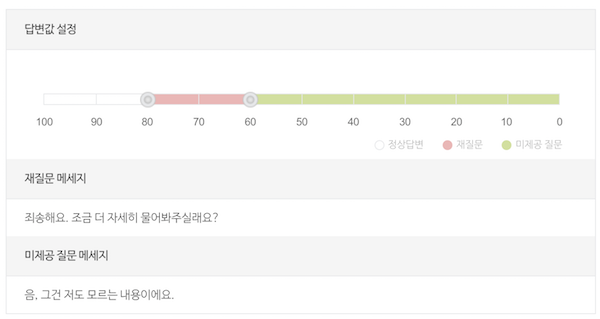 답변값 설정
100 90 80 70 60 50 40 30 20 10 0
정상답변 재질문 미제공 질문
재질문 메세지
죄송해요. 조금 더 자세히 물어봐주실래요?
미제공 질문 메세지
음, 그건 저도 모르는 내용이에요.